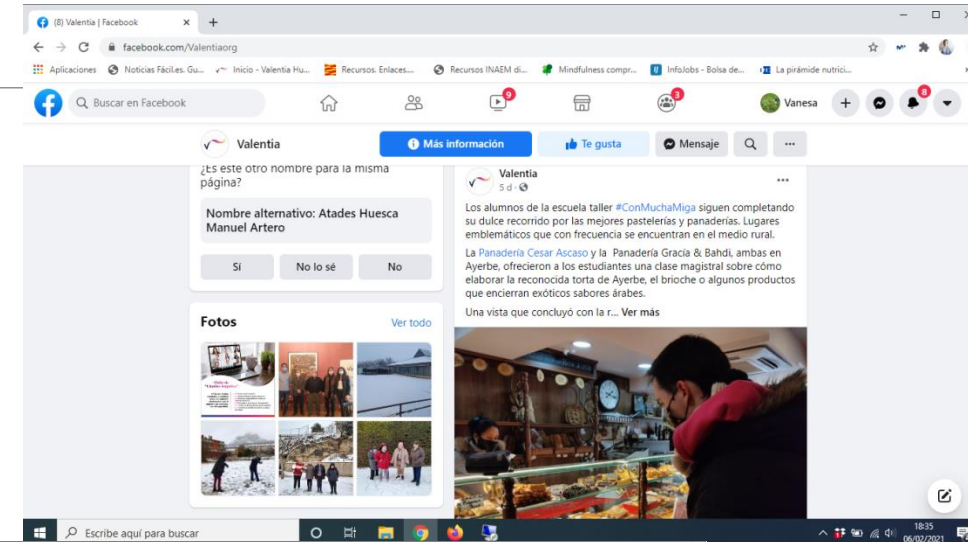 (8) Valentia | Facebook
facebook.com/Valentiaorg
Aplicaciones
Noticias Fáciles. Gu...
Inicio - Valentia Hu...
Recursos. Enlaces....
Recursos INAEM di...
Mindfulness compr...
InfoJobs - Bolsa de...
La pirámide nutrici...
Buscar en Facebook
9
3
Vanesa
8
Valentia
Más información
Te gusta
Mensaje
¿Es este otro nombre para la misma
página?
Nombre alternativo: Atades Huesca
Manuel Artero
Sí
No lo sé
No
Fotos
Ver todo
Valentia
5 d
Los alumnos de la escuela taller #ConMuchaMiga siguen completando
su dulce recorrido por las mejores pastelerías y panaderías. Lugares
emblemáticos que con frecuencia se encuentran en el medio rural.
La Panadería Cesar Ascaso y la Panadería Gracía & Bahdi, ambas en
Ayerbe, ofrecieron a los estudiantes una clase magistral sobre cómo
elaborar la reconocida torta de Ayerbe, el brioche o algunos productos
que encierran exóticos sabores árabes.
Una vista que concluyó con la r... Ver más
Escribe aquí para buscar
18:35
06/02/2021